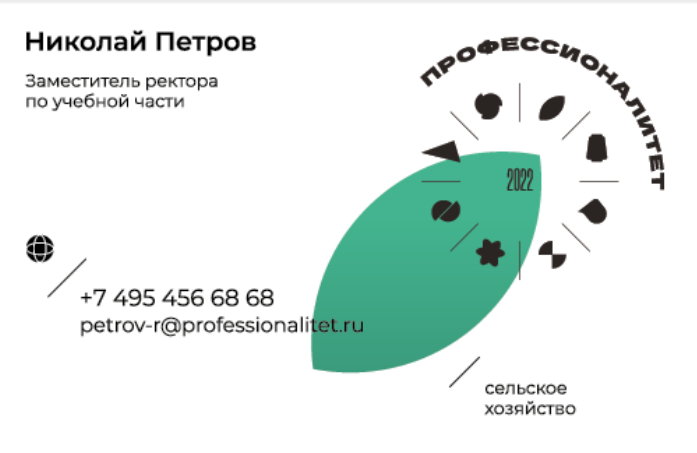 Николай Петров
Заместитель ректора
по учебной части
ПРОФЕССИОНАЛИТЕТ
2022
+7 495 456 68 68
petrov-r@professionalitet.ru
сельское
хозяйство